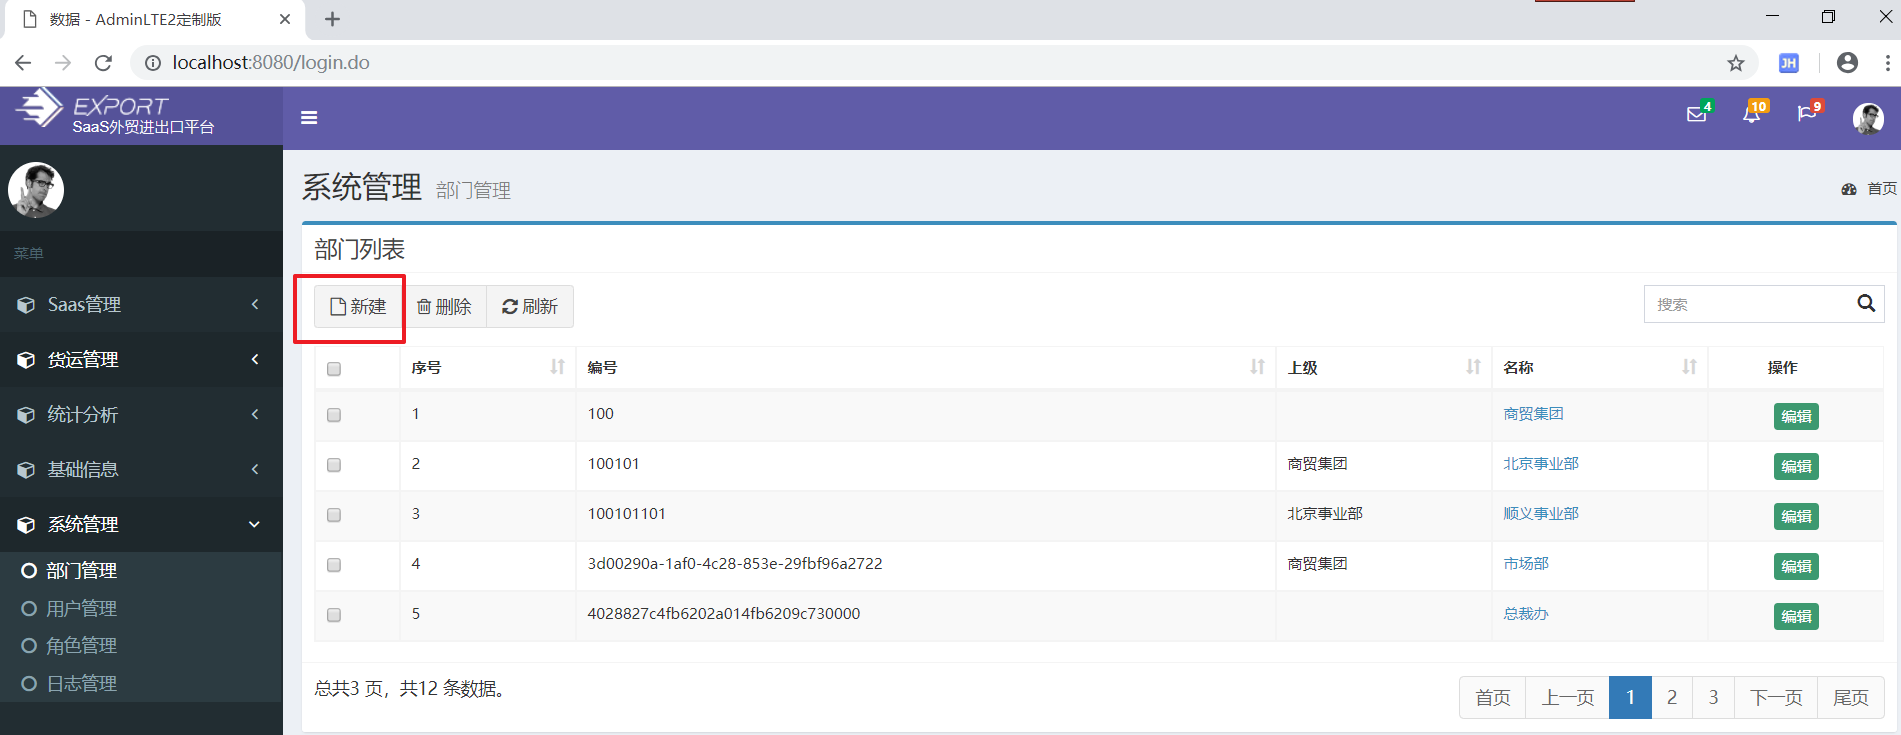 数据 - AdminLTE2定制版
localhost:8080/login.do
JH
EXPORT
SaaS外贸进出口平台
4
10
9
菜单
Saas管理
货运管理
统计分析
基础信息
系统管理
部门管理
用户管理
角色管理
日志管理
系统管理 部门管理
首页
部门列表
新建 删除 刷新
搜索
序号 编号 上级 名称 操作
1 100 商贸集团 编辑
2 100101 商贸集团 北京事业部 编辑
3 100101101 北京事业部 顺义事业部 编辑
4 3d00290a-1af0-4c28-853e-29fbf96a2722 商贸集团 市场部 编辑
5 4028827c4fb6202a014fb6209c730000 总裁办 编辑
总共3 页，共12 条数据。
首页 上一页 1 2 3 下一页 尾页